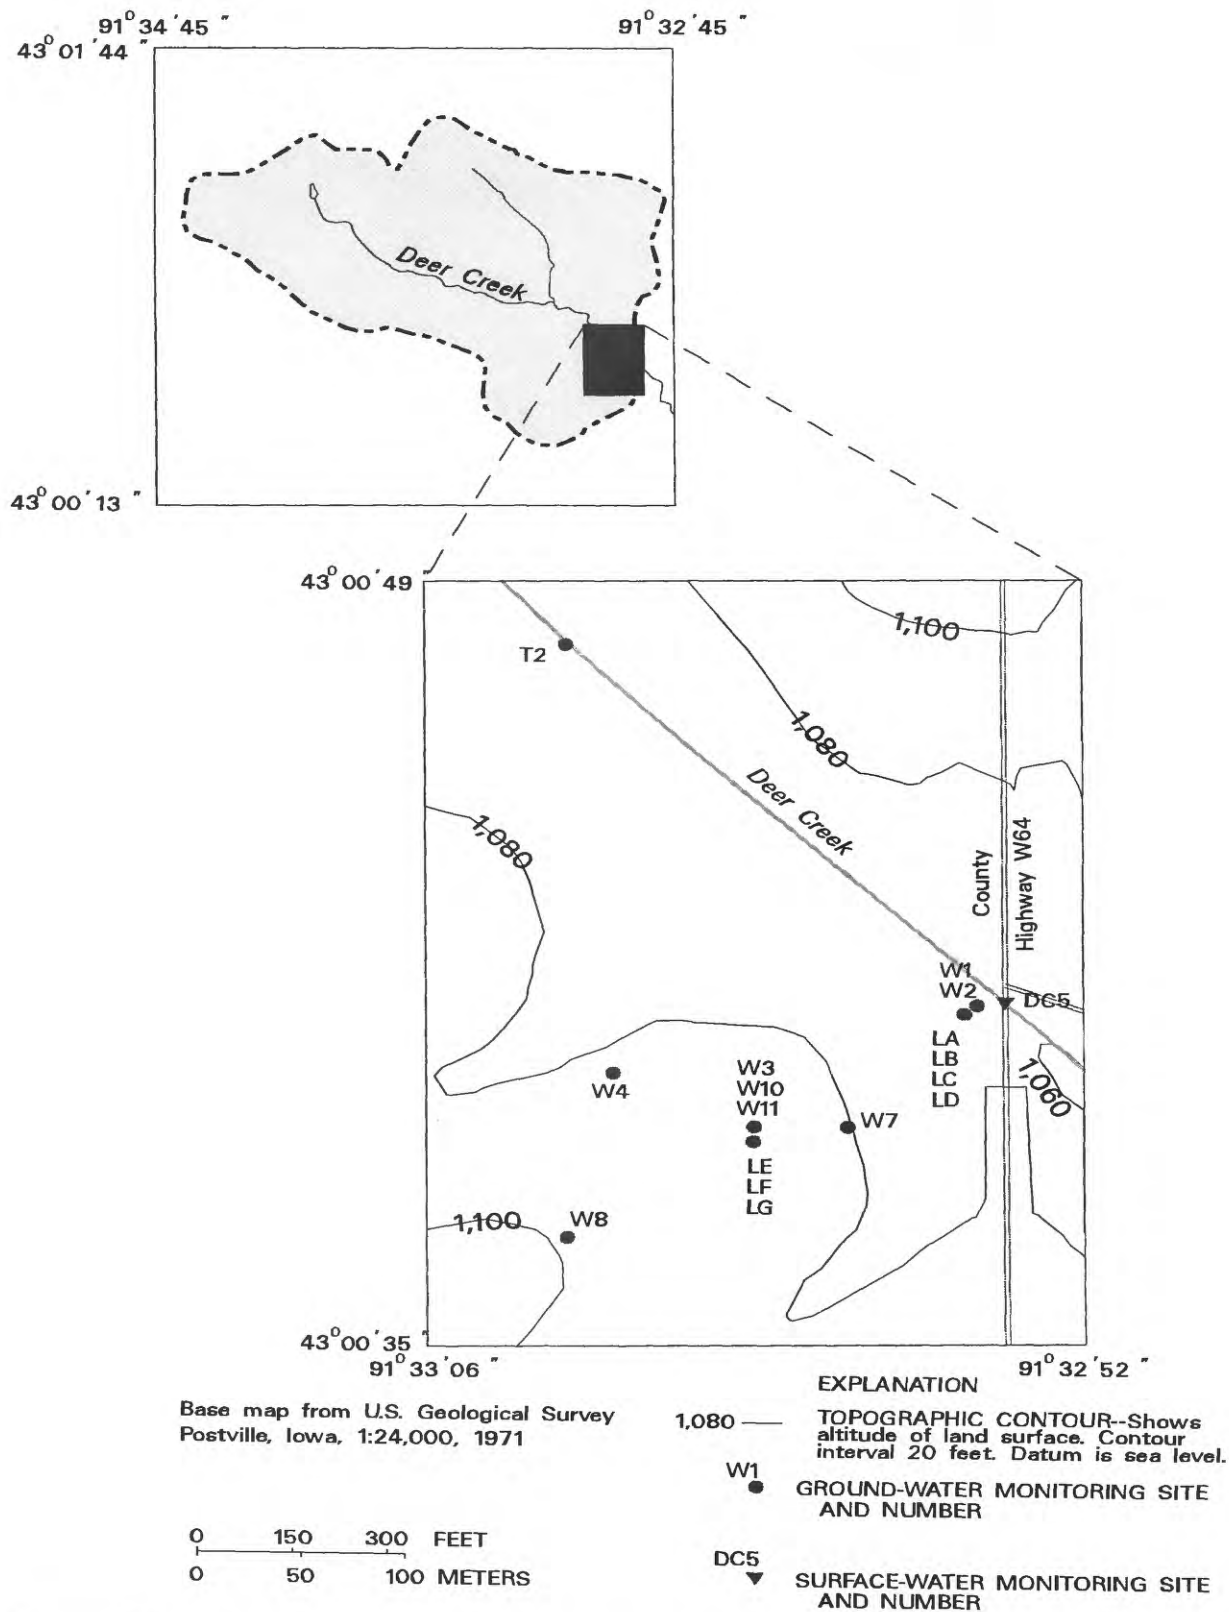 91° 34 ' 45 "
91° 32 ' 45 "
43° 01 ' 44 "
Deer Creek
43° 00 ' 13 "
43° 00 ' 49 "
1,100
T2
1,080
Deer Creek
1,080
County
Highway W64
W1
W2
DC5
LA
LB
LC
LD
1,060
W3
W10
W11
W4
W7
LE
LF
LG
1,100
W8
43° 00 ' 35 "
91° 33 ' 06 "
91° 32 ' 52 "
Base map from U.S. Geological Survey
Postville, Iowa, 1:24,000, 1971
0 150 300 FEET
0 50 100 METERS
EXPLANATION
1,080 — TOPOGRAPHIC CONTOUR--Shows
altitude of land surface. Contour
interval 20 feet. Datum is sea level.
W1
GROUND-WATER MONITORING SITE
AND NUMBER
DC5
SURFACE-WATER MONITORING SITE
AND NUMBER